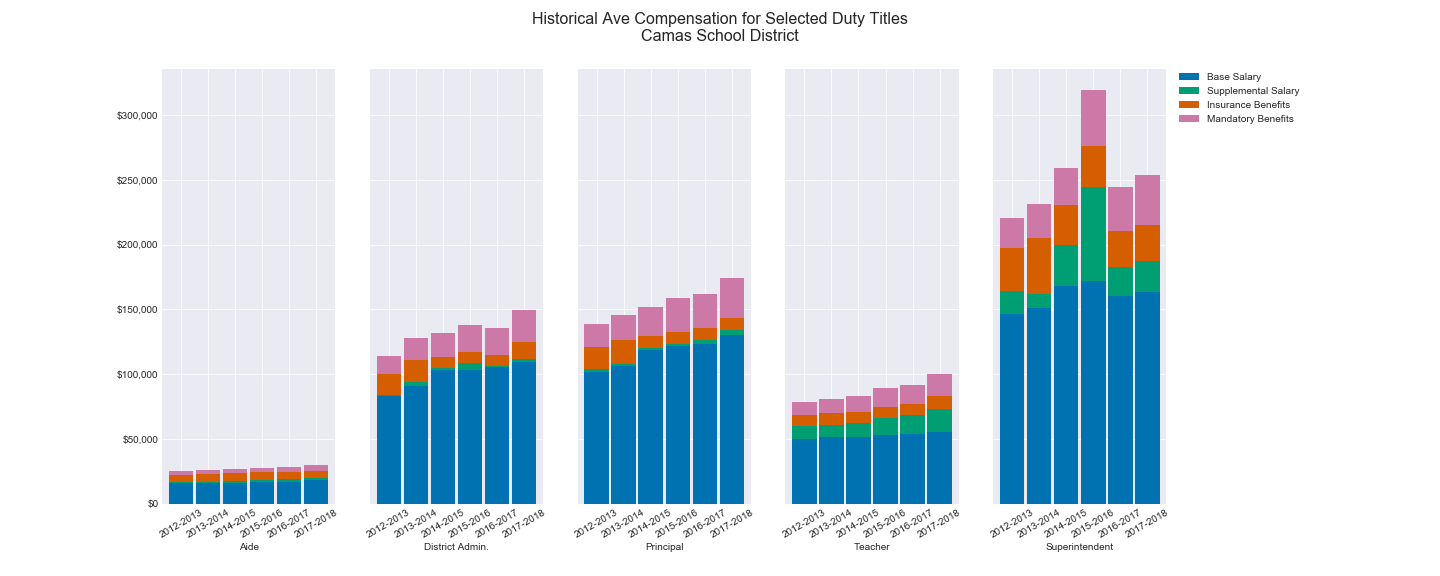 Historical Ave Compensation for Selected Duty Titles
Camas School District
Base Salary
Supplemental Salary
Insurance Benefits
Mandatory Benefits
$300,000
$250,000
$200,000
$150,000
$100,000
$50,000
$0
2012-2013 2013-2014 2014-2015 2015-2016 2016-2017 2017-2018
Aide
2012-2013 2013-2014 2014-2015 2015-2016 2016-2017 2017-2018
District Admin.
2012-2013 2013-2014 2014-2015 2015-2016 2016-2017 2017-2018
Principal
2012-2013 2013-2014 2014-2015 2015-2016 2016-2017 2017-2018
Teacher
2012-2013 2013-2014 2014-2015 2015-2016 2016-2017 2017-2018
Superintendent